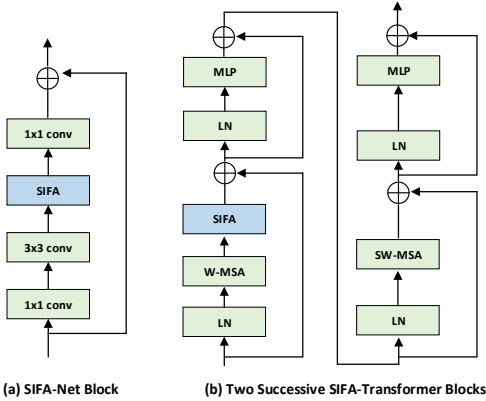 1x1 conv
SIFA
3x3 conv
1x1 conv
(a) SIFA-Net Block
MLP
LN
SIFA
W-MSA
LN
MLP
LN
SW-MSA
LN
(b) Two Successive SIFA-Transformer Blocks